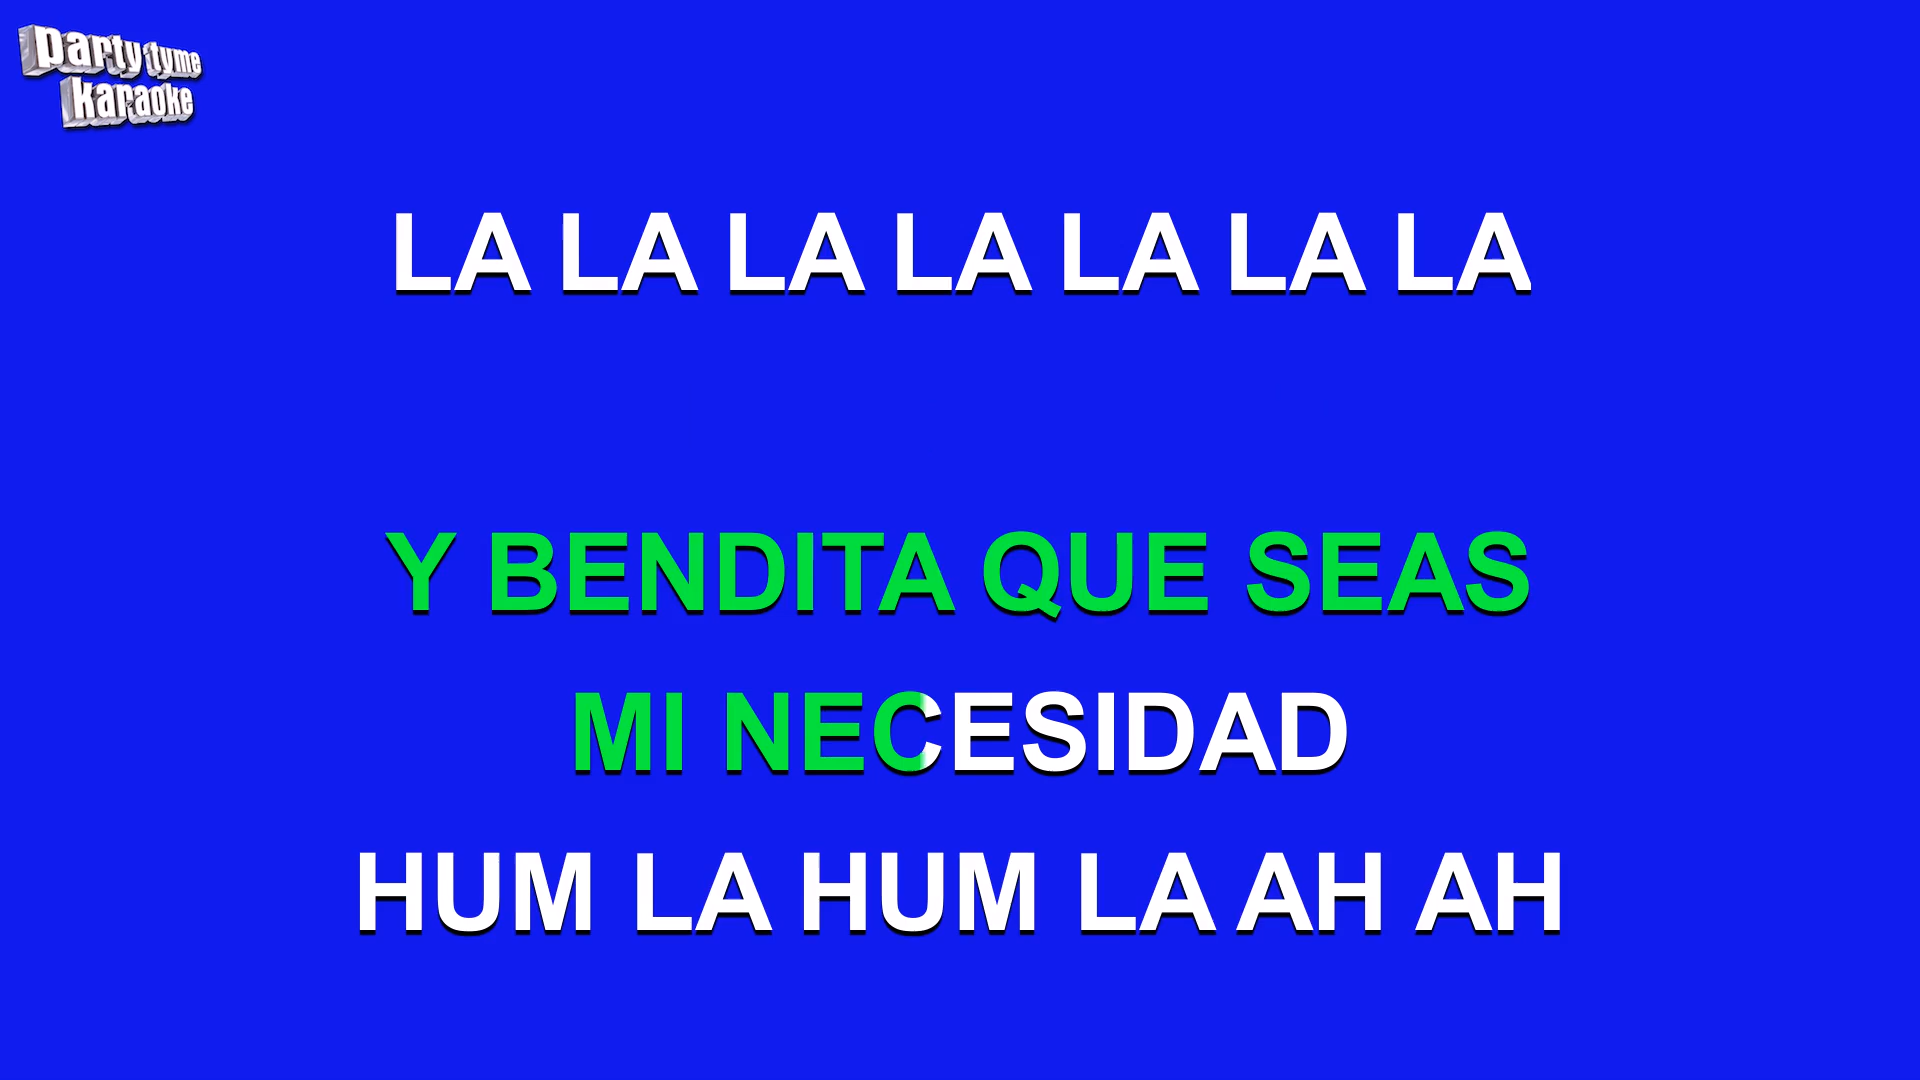 party tyme
karaoke
LA LA LA LA LA LA LA
Y BENDITA QUE SEAS
MI NECESIDAD
HUM LA HUM LA AH AH